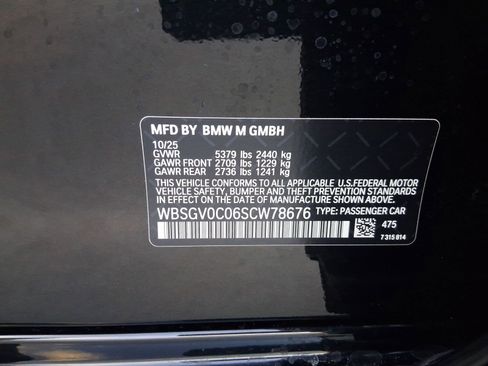 MFD BY BMW M GMBH
10/25
GVWR 5379 lbs 2440 kg
GAWR FRONT 2709 lbs 1229 kg
GAWR REAR 2736 lbs 1241 kg
THIS VEHICLE CONFORMS TO ALL APPLICABLE U.S.FEDERAL MOTOR
VEHICLE SAFETY, BUMPER AND THEFT PREVENTION STANDARDS
IN EFFECT ON THE DATE OF MANUFACTURE SHOWN ABOVE.
WBSGV0C06SCW78676 TYPE: PASSENGER CAR
475
7 315 814